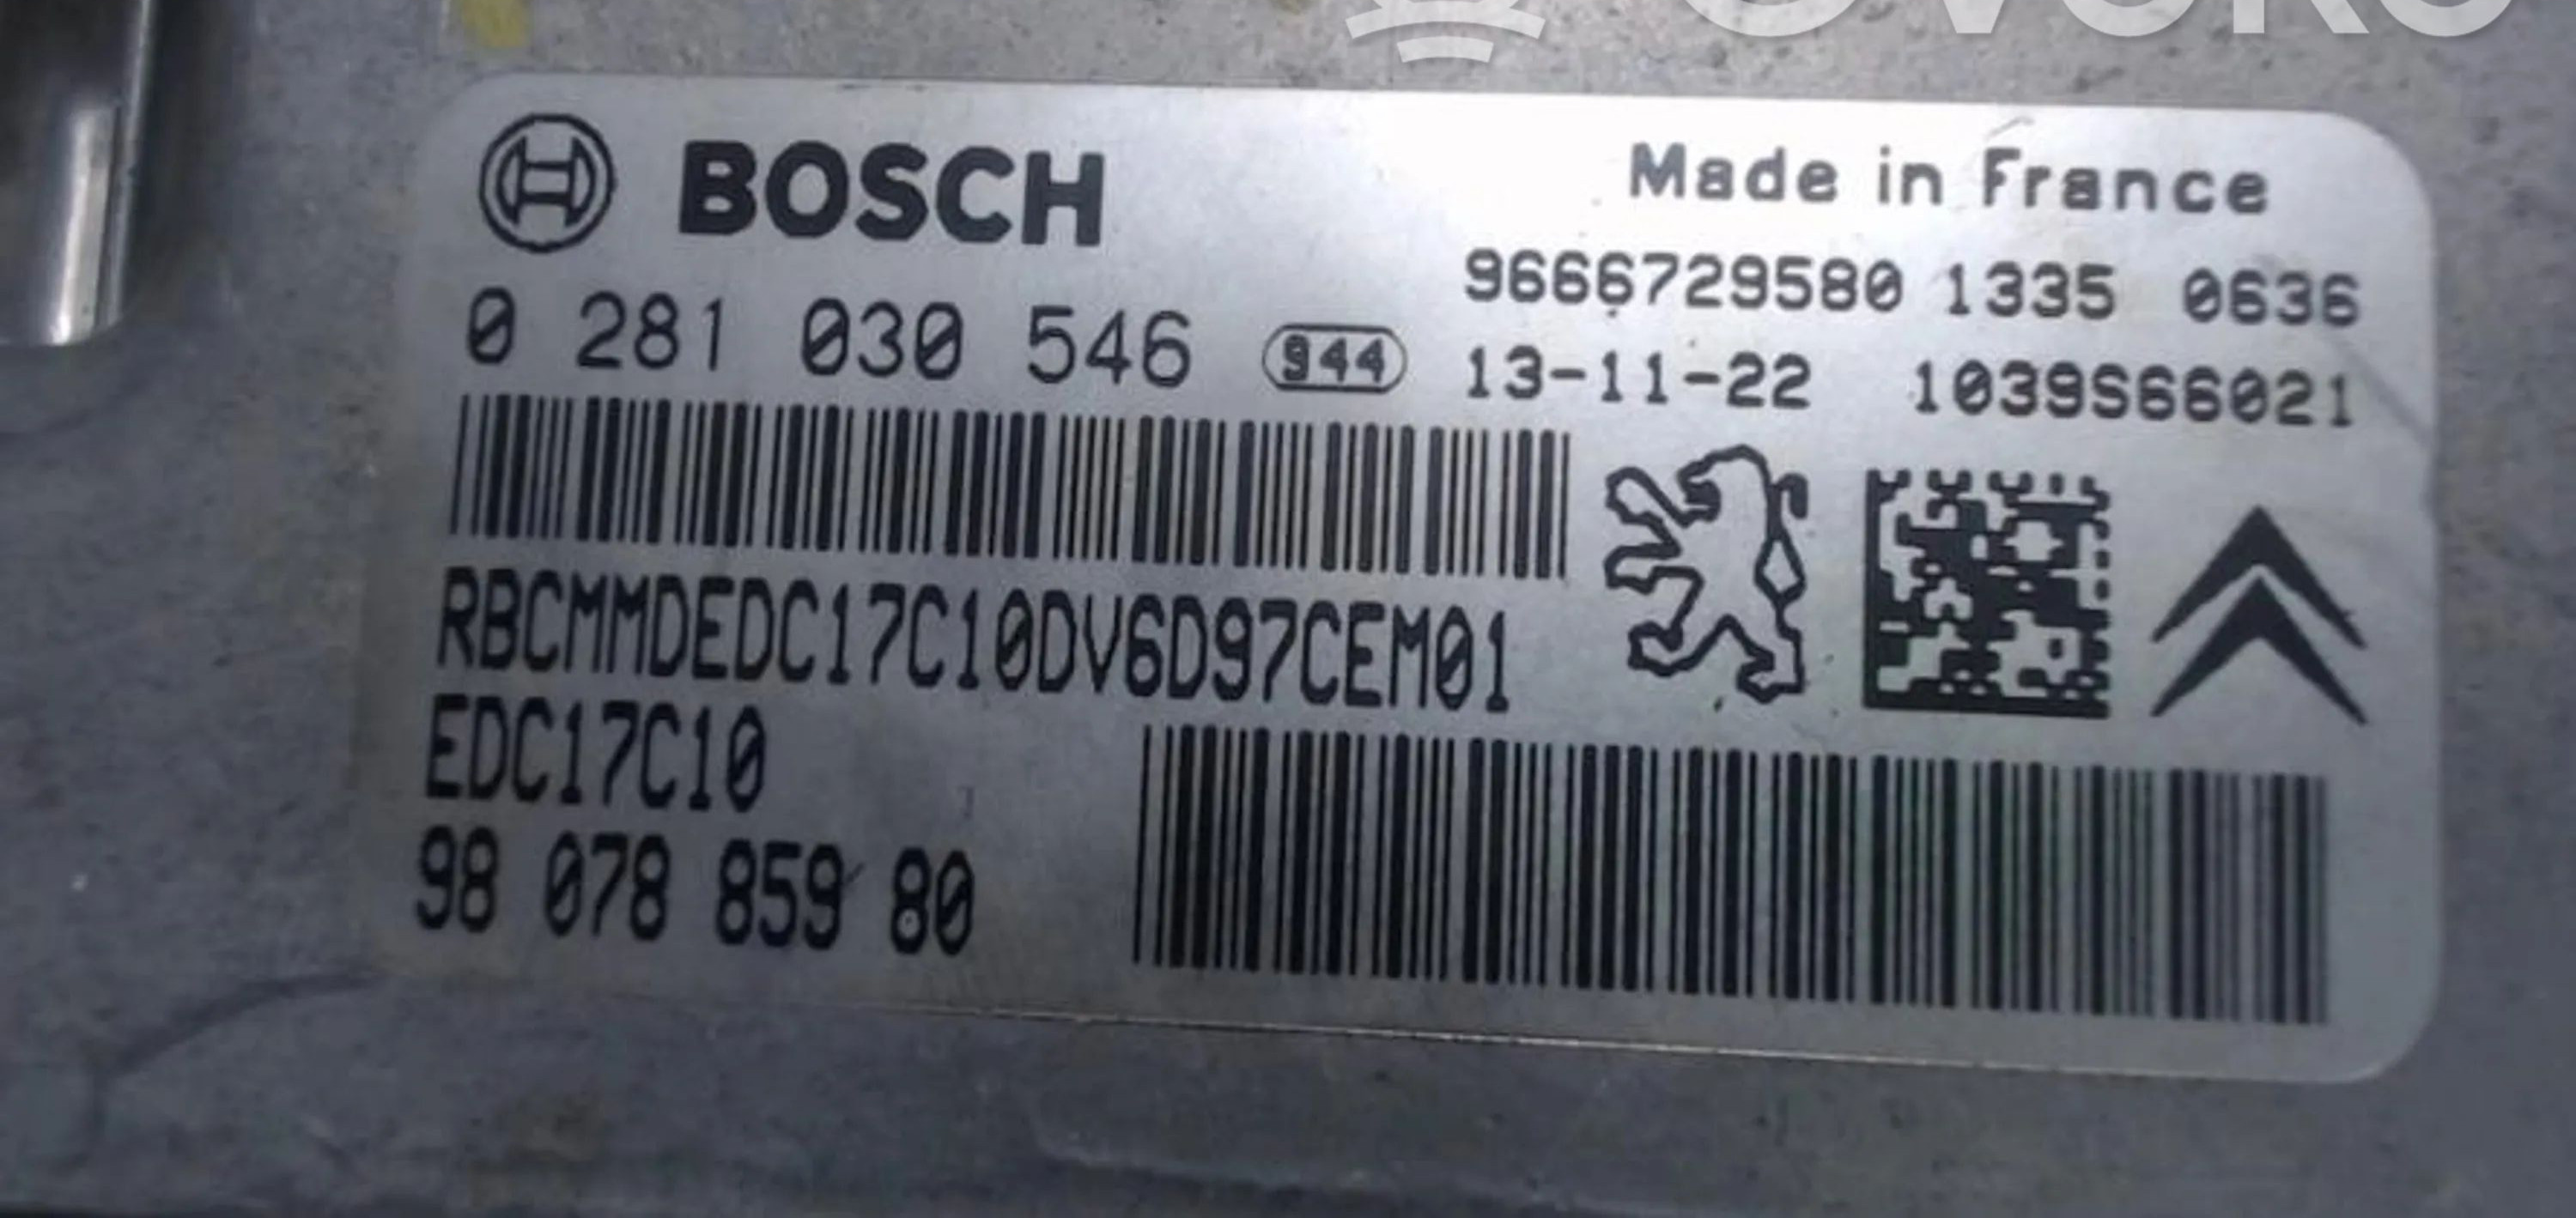 BOSCH
Made in France
9666729580 1335 0636
0 281 030 546 944
13-11-22 1039S66021
RBCMMDEDC17C10DV6D97CEM01
EDC17C10
98 078 859 80